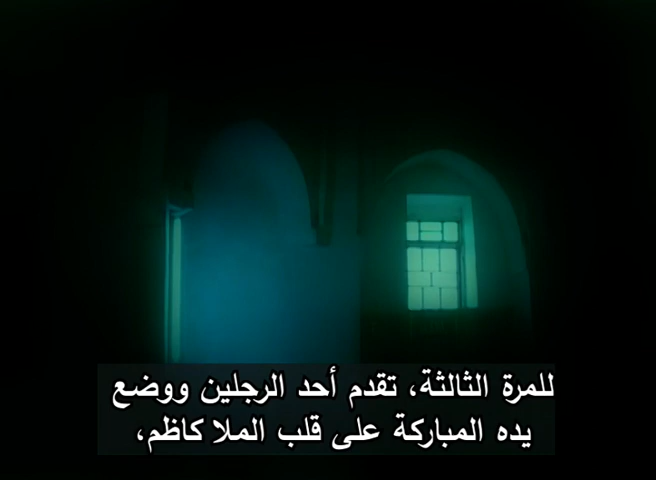 للمرة الثالثة، تقدم أحد الرجلين ووضع
يده المباركة على قلب الملا كاظم،